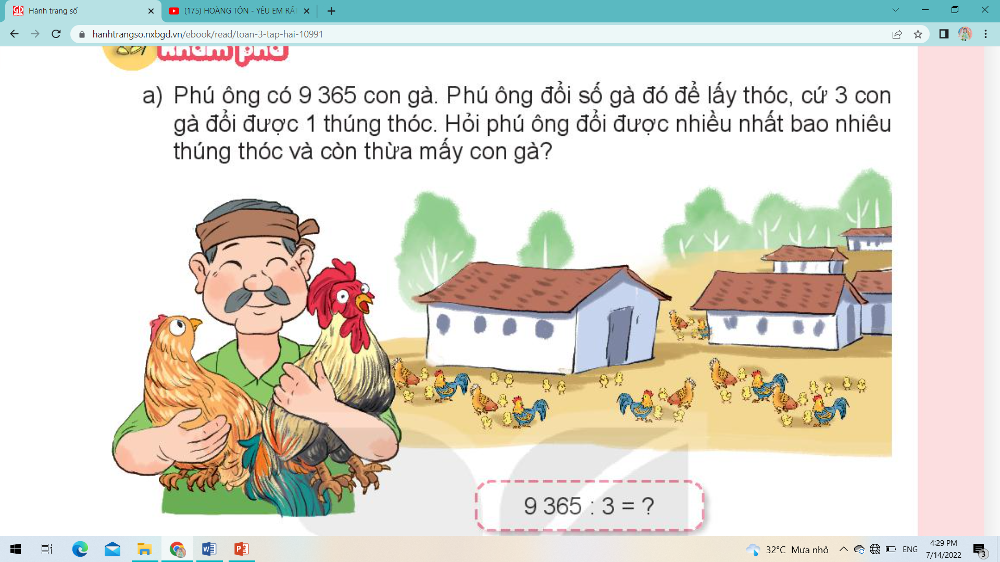 Hành trang số
(175) HOÀNG TÔN - YÊU EM RẤT
hanhtrangso.nxbgd.vn/ebook/read/toan-3-tap-hai-10991
khám phá
a) Phú ông có 9 365 con gà. Phú ông đổi số gà đó để lấy thóc, cứ 3 con
gà đổi được 1 thúng thóc. Hỏi phú ông đổi được nhiều nhất bao nhiêu
thúng thóc và còn thừa mấy con gà?
9 365 : 3 = ?
32°C Mưa nhỏ
ENG
4:29 PM
7/14/2022
3